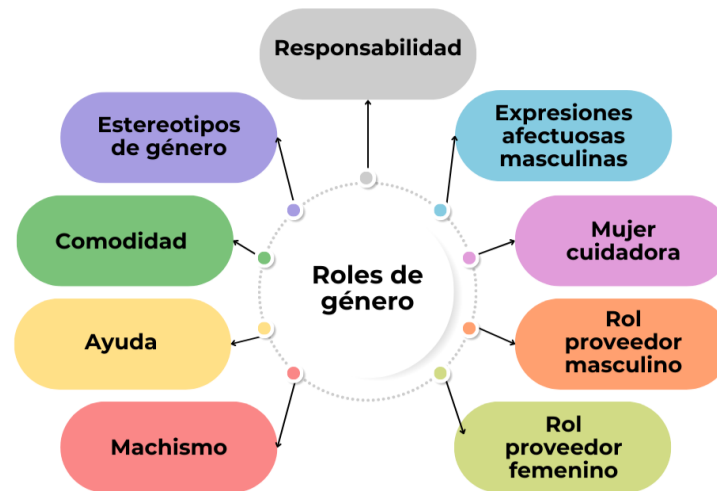 Responsabilidad
Estereotipos
de género
Expresiones
afectuosas
masculinas
Comodidad
Mujer
cuidadora
Roles de
género
Ayuda
Rol
proveedor
masculino
Machismo
Rol
proveedor
femenino